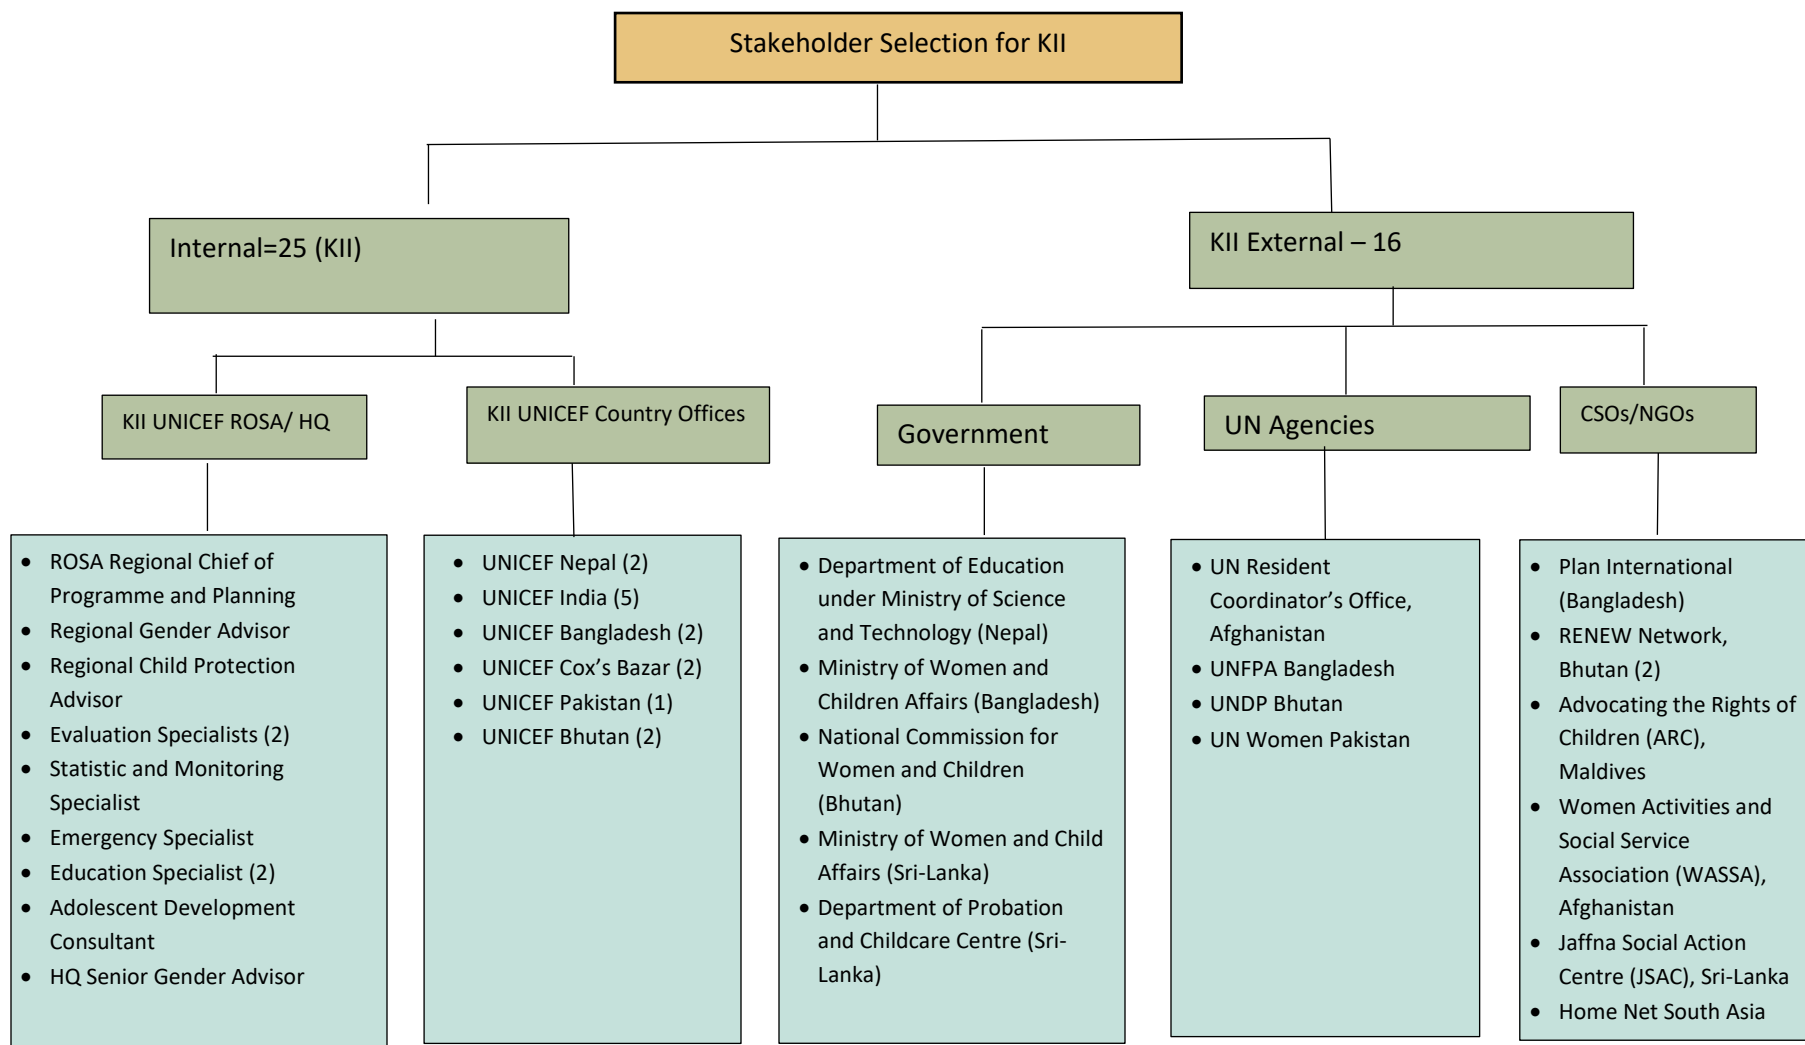 Stakeholder Selection for KII
Internal=25 (KII)
KII External – 16
KII UNICEF ROSA/ HQ
KII UNICEF Country Offices
Government
UN Agencies
CSOs/NGOs
• ROSA Regional Chief of
Programme and Planning
• Regional Gender Advisor
• Regional Child Protection
Advisor
• Evaluation Specialists (2)
• Statistic and Monitoring
Specialist
• Emergency Specialist
• Education Specialist (2)
• Adolescent Development
Consultant
• HQ Senior Gender Advisor
• UNICEF Nepal (2)
• UNICEF India (5)
• UNICEF Bangladesh (2)
• UNICEF Cox’s Bazar (2)
• UNICEF Pakistan (1)
• UNICEF Bhutan (2)
• Department of Education
under Ministry of Science
and Technology (Nepal)
• Ministry of Women and
Children Affairs (Bangladesh)
• National Commission for
Women and Children
(Bhutan)
• Ministry of Women and Child
Affairs (Sri-Lanka)
• Department of Probation
and Childcare Centre (Sri-
Lanka)
• UN Resident
Coordinator’s Office,
Afghanistan
• UNFPA Bangladesh
• UNDP Bhutan
• UN Women Pakistan
• Plan International
(Bangladesh)
• RENEW Network,
Bhutan (2)
• Advocating the Rights of
Children (ARC),
Maldives
• Women Activities and
Social Service
Association (WASSA),
Afghanistan
• Jaffna Social Action
Centre (JSAC), Sri-Lanka
• Home Net South Asia